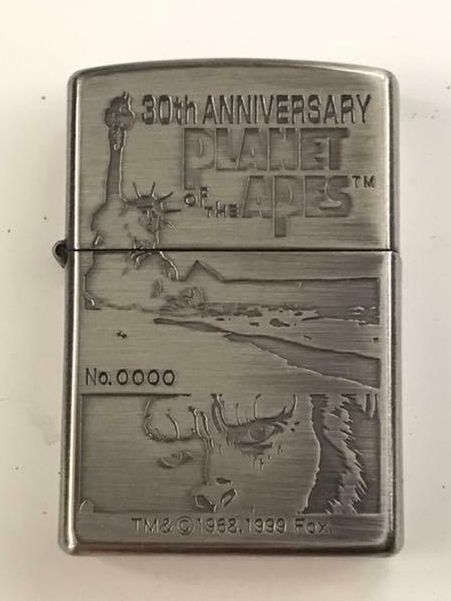 30th ANNIVERSARY
PLANET
OF THE APES™
No.0000
TM&©1968,1999 Fox.